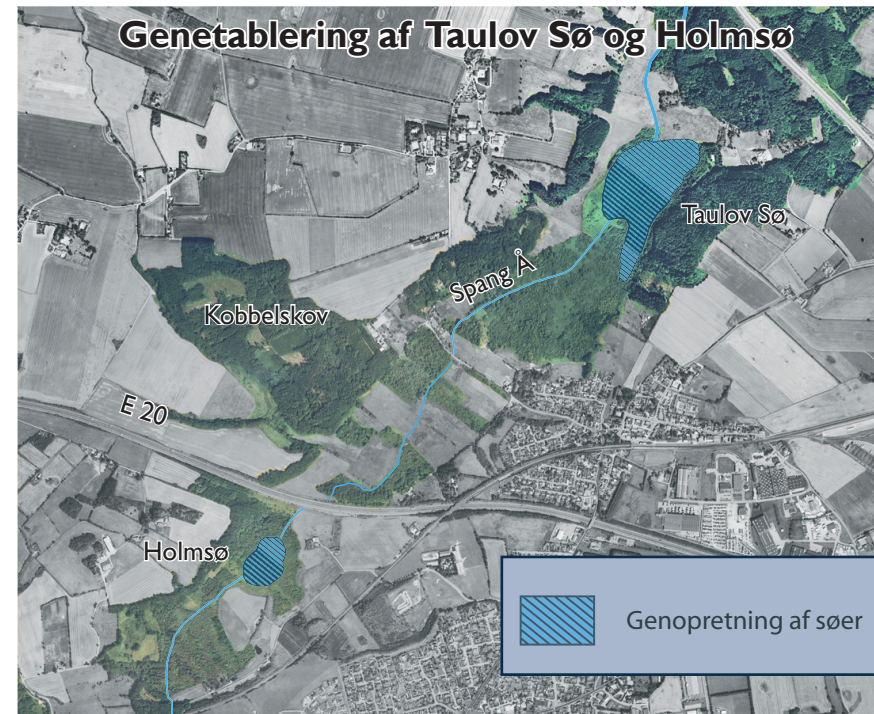 Genetablering af Taulov Sø og Holmsø
Taulov Sø
Spang Å
Kobbelskov
E 20
Holmsø
Genopretning af søer